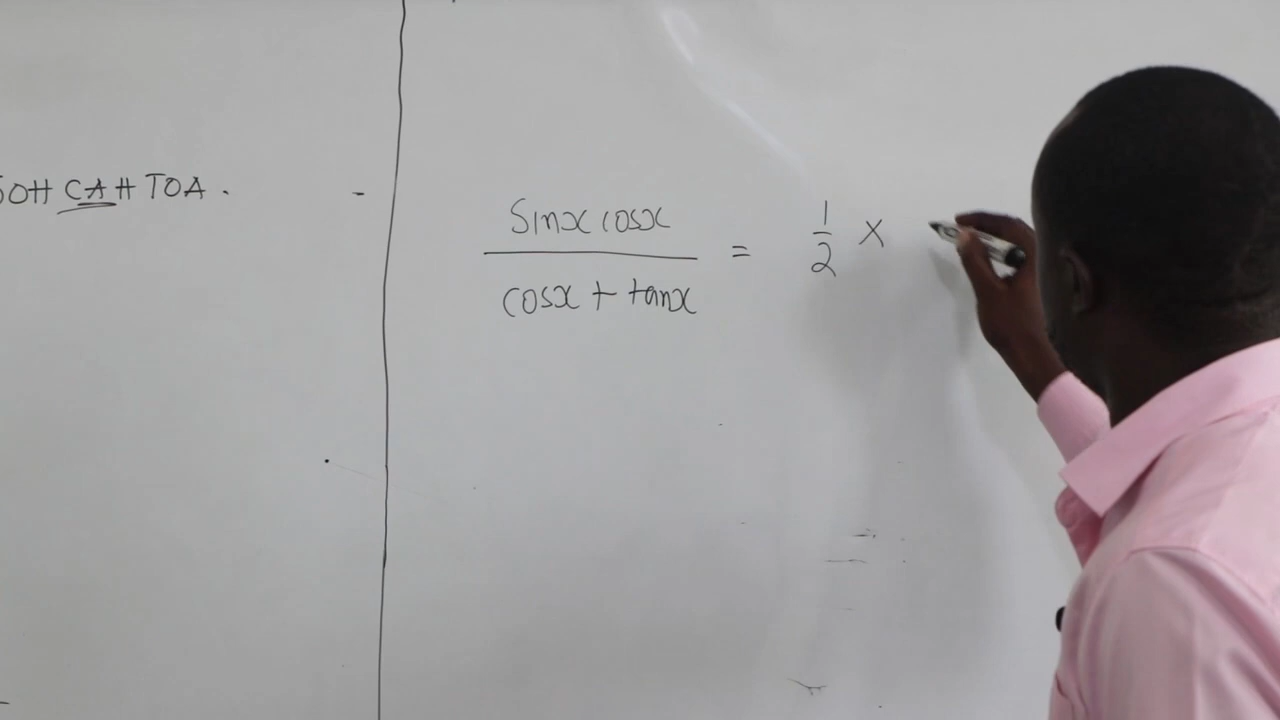 SOH CAH TOA.
sinx cosx
cosx + tanx
= 1/2 ×